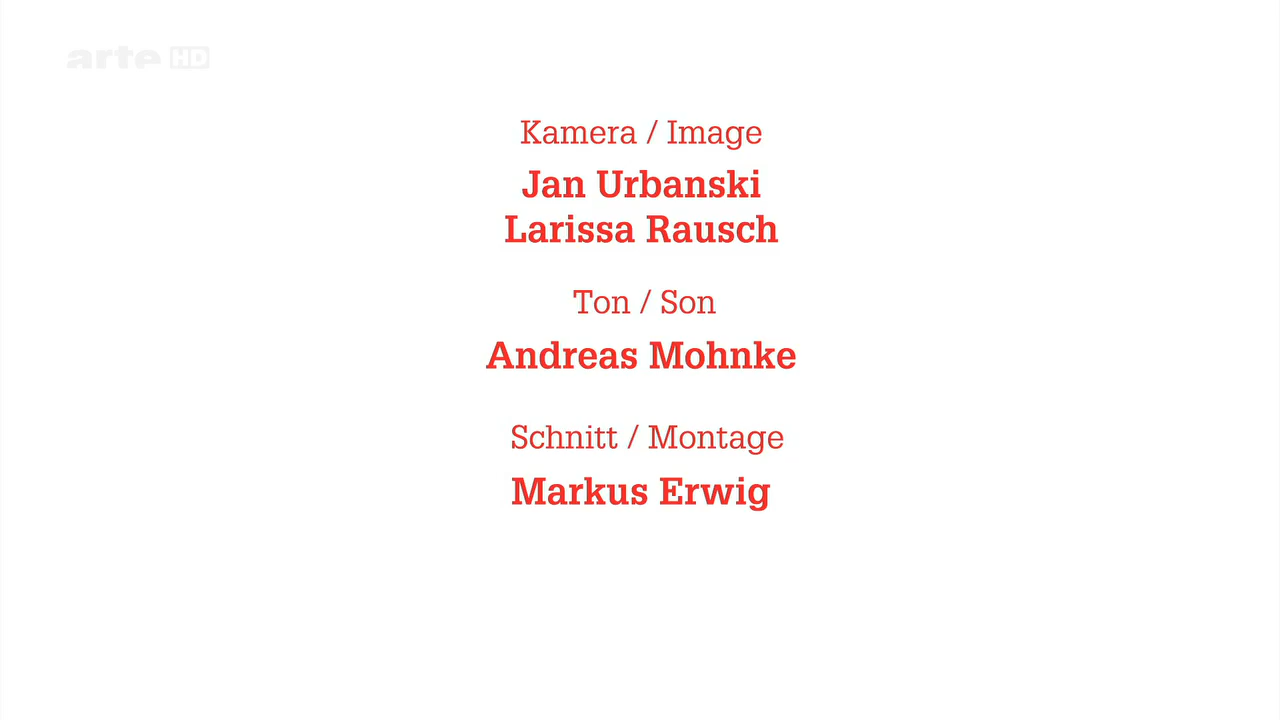 arte HD
Kamera / Image
Jan Urbanski
Larissa Rausch
Ton / Son
Andreas Mohnke
Schnitt / Montage
Markus Erwig